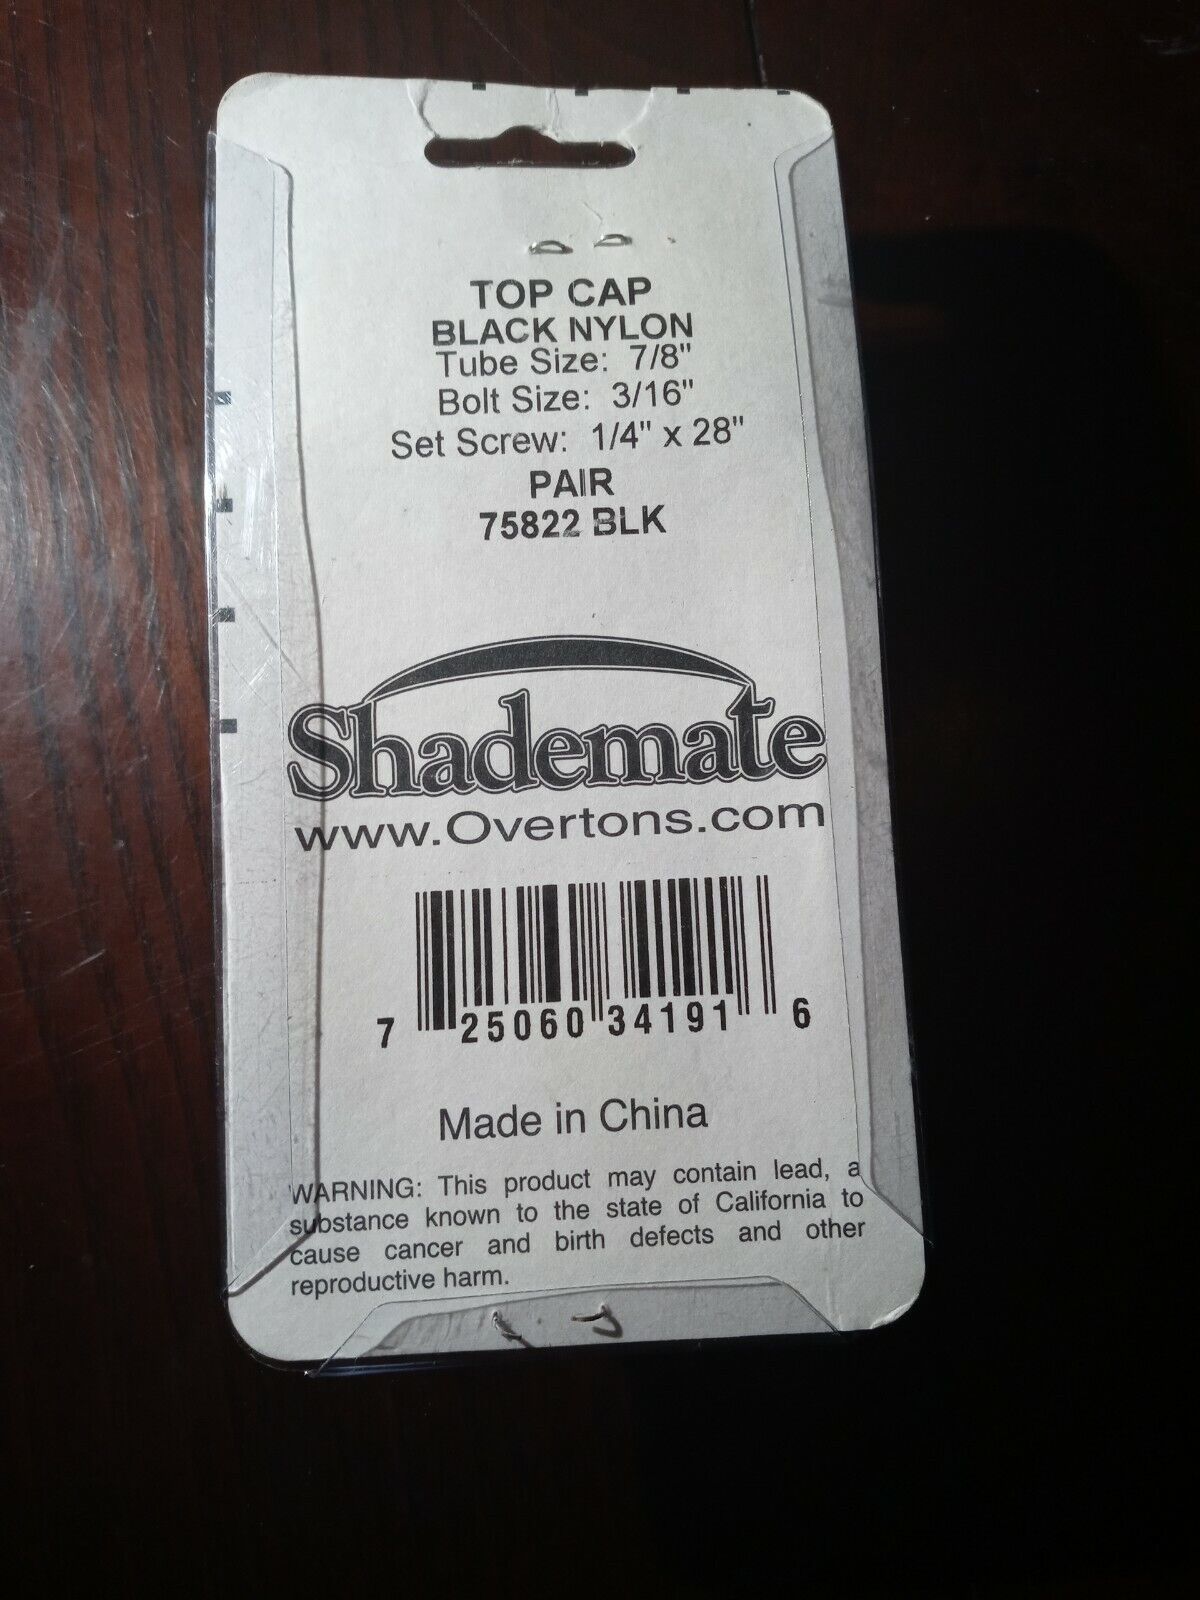 TOP CAP
BLACK NYLON
Tube Size: 7/8"
Bolt Size: 3/16"
Set Screw: 1/4" x 28"
PAIR
75822 BLK
Shademate
www.Overtons.com
7 25060 34191 6
Made in China
WARNING: This product may contain lead, a
substance known to the state of California to
cause cancer and birth defects and other
reproductive harm.